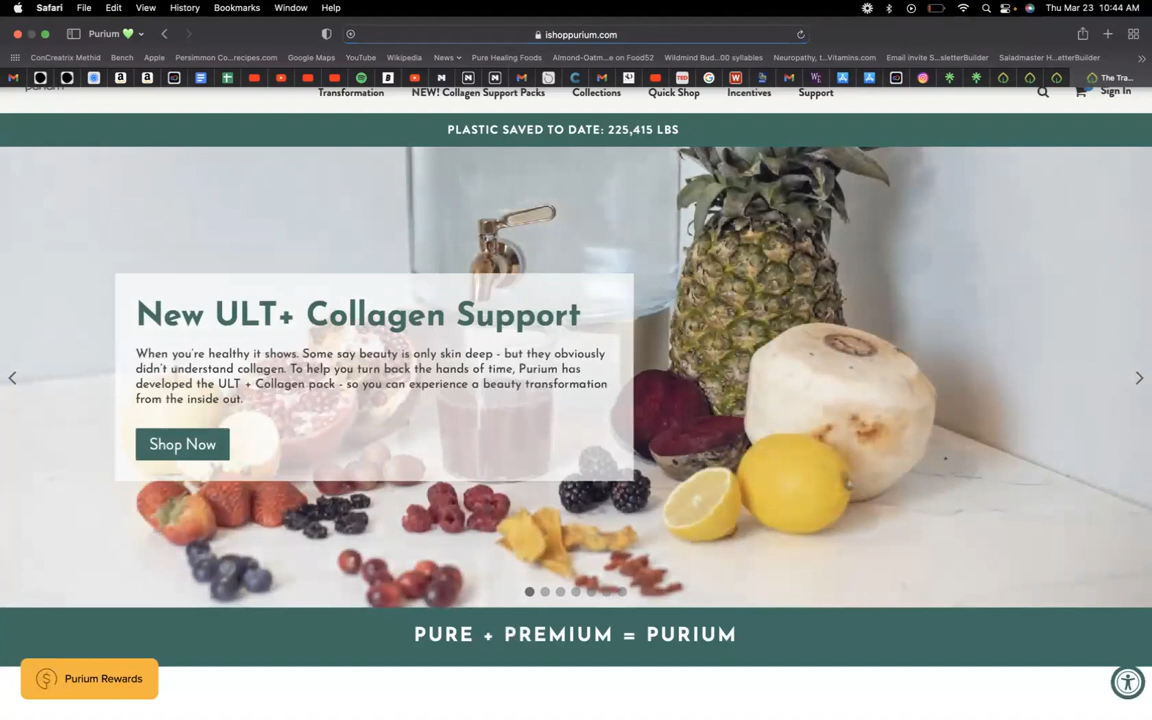 Safari File Edit View History Bookmarks Window Help Thu Mar 23 10:44 AM
Purium ishoppurium.com
ConCreatrix Methid Bench Apple Persimmon Co...recipes.com Google Maps YouTube Wikipedia News Pure Healing Foods Almond-Oatm...e on Food52 Wildmind Bud...00 syllables Neuropathy, t...Vitamins.com Email invite S...sletterBuilder Saladmaster H...etterBuilder
The Tra...
Transformation NEW! Collagen Support Packs Collections Quick Shop Incentives Support Sign In
PLASTIC SAVED TO DATE: 225,415 LBS
New ULT+ Collagen Support
When you're healthy it shows. Some say beauty is only skin deep - but they obviously
didn't understand collagen. To help you turn back the hands of time, Purium has
developed the ULT + Collagen pack - so you can experience a beauty transformation
from the inside out.
Shop Now
PURE + PREMIUM = PURIUM
Purium Rewards